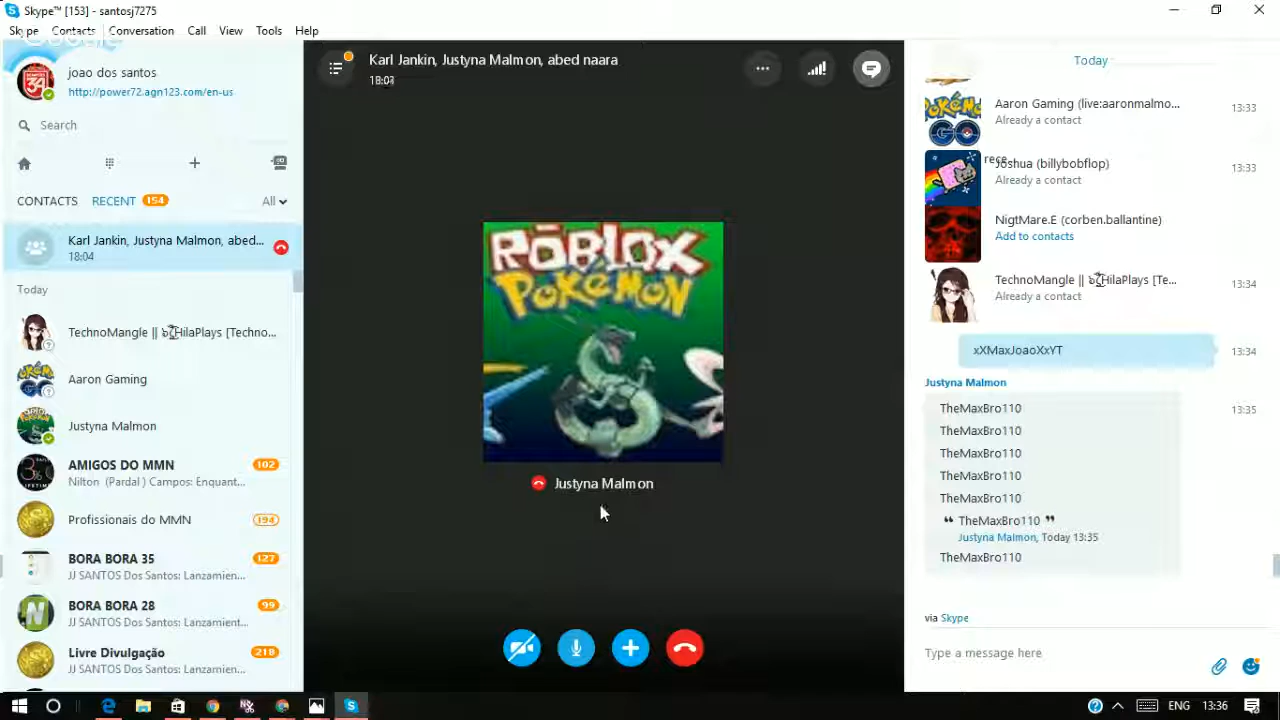 Skype™ [153] - santosj7275
Skype Contacts Conversation Call View Tools Help
joao dos santos
http://power72.agn123.com/en-us
Search
CONTACTS RECENT 154 All
Karl Jankin, Justyna Malmon, abed...
18:04
Today
TechnoMangle || HilaPlays [Techno...
Aaron Gaming
Justyna Malmon
AMIGOS DO MMN 102
Nilton (Pardal ) Campos: Enquant...
Profissionais do MMN 194
BORA BORA 35 127
JJ SANTOS Dos Santos: Lanzamien...
BORA BORA 28 99
JJ SANTOS Dos Santos: Lanzament...
Livre Divulgação 218
JJ SANTOS Dos Santos: Lanzamien...
Karl Jankin, Justyna Malmon, abed naara
ROBLOX
POKéMON
Justyna Malmon
Today
Aaron Gaming (live:aaronmalmo... 13:33
Already a contact
POKéMON
GO
rece...
Joshua (billybobflop) 13:33
Already a contact
NigtMare.E (corben.ballantine)
Add to contacts
TechnoMangle || HilaPlays [Te... 13:34
Already a contact
xXMaxJoaoXxYT 13:34
Justyna Malmon
TheMaxBro110 13:35
TheMaxBro110
TheMaxBro110
TheMaxBro110
TheMaxBro110
❝ TheMaxBro110 ❞
Justyna Malmon, Today 13:35
TheMaxBro110
via Skype
Type a message here
ENG 13:36